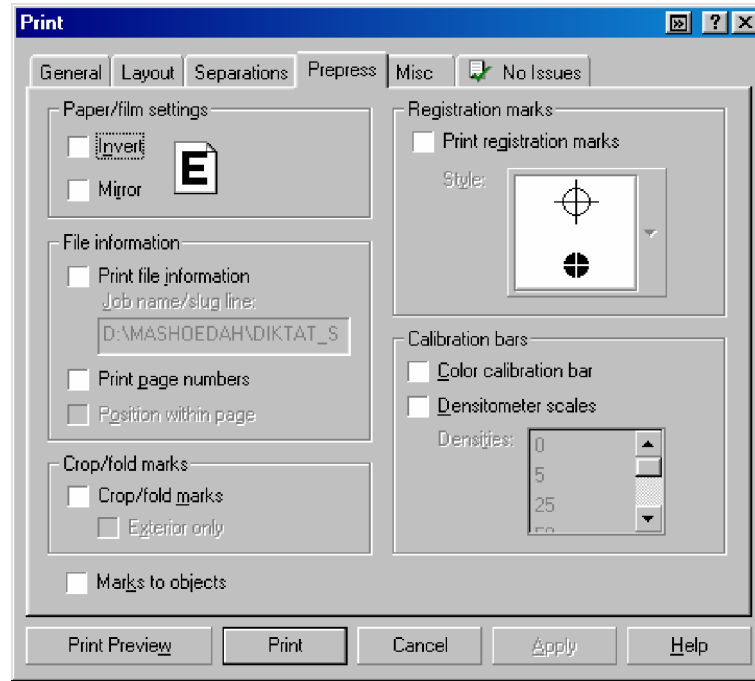 Print
General Layout Separations Prepress Misc No Issues
Paper/film settings
Invert
Mirror
E
File information
Print file information
Job name/slug line:
D:\MASHOEDAH\DIKTAT_S
Print page numbers
Position within page
Crop/fold marks
Crop/fold marks
Exterior only
Marks to objects
Registration marks
Print registration marks
Style:
Calibration bars
Color calibration bar
Densitometer scales
Densities:
0
5
25
50
Print Preview Print Cancel Apply Help